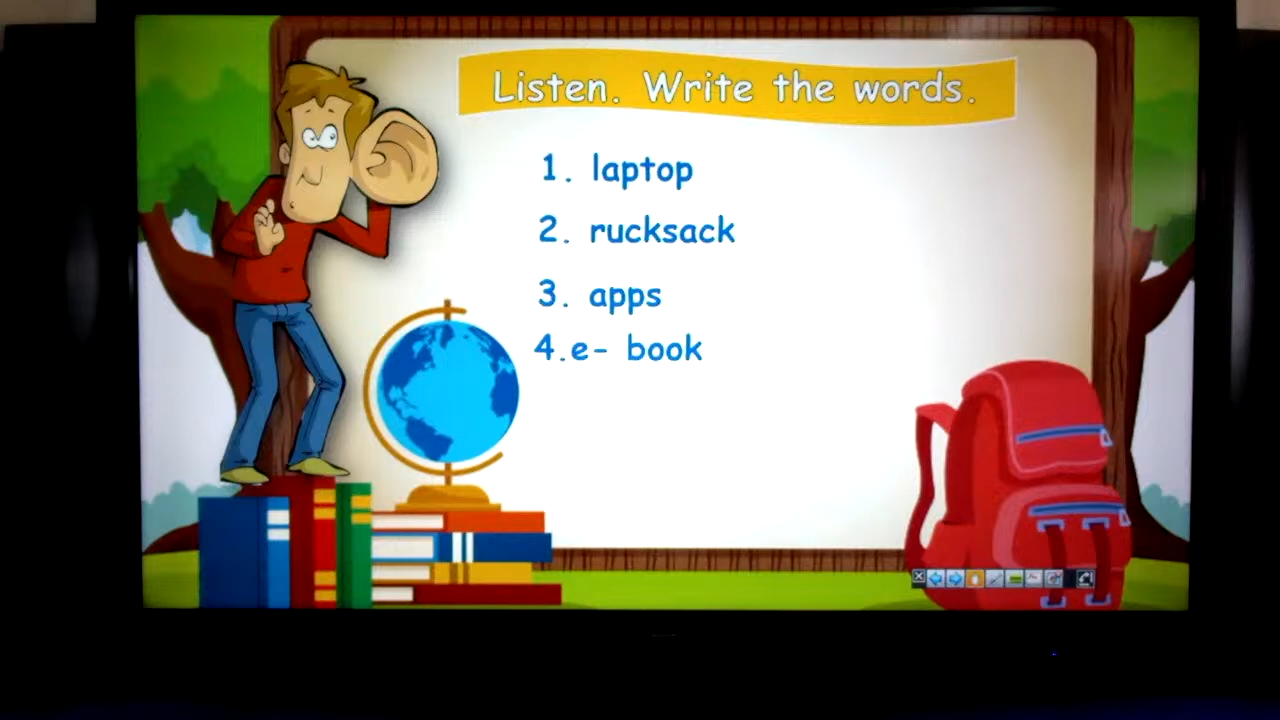 Listen. Write the words.
1. laptop
2. rucksack
3. apps
4.e- book